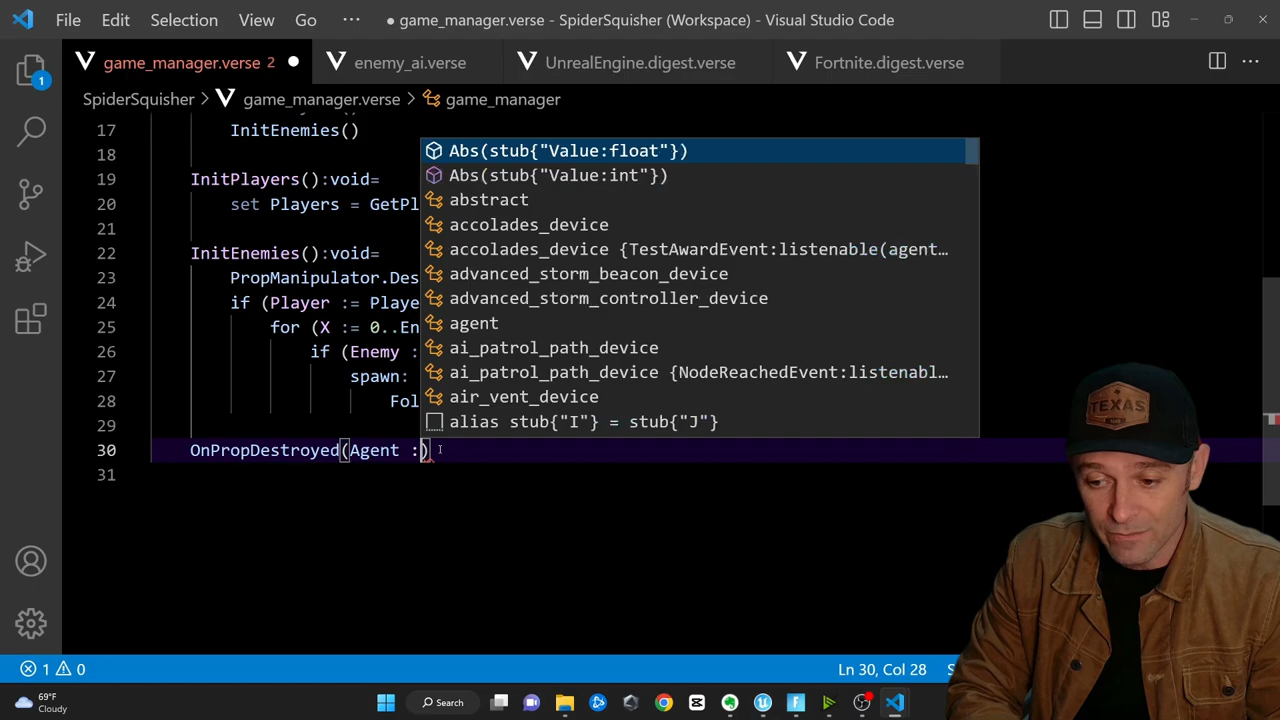 File Edit Selection View Go ··· ● game_manager.verse - SpiderSquisher (Workspace) - Visual Studio Code
game_manager.verse 2 ● enemy_ai.verse UnrealEngine.digest.verse Fortnite.digest.verse
1
SpiderSquisher > game_manager.verse > game_manager
17 InitEnemies()
18
19 InitPlayers():void=
20 set Players = GetPl
21
22 InitEnemies():void=
23 PropManipulator.Des
24 if (Player := Playe
25 for (X := 0..En
26 if (Enemy :
27 spawn:
28 Fol
29
30 OnPropDestroyed(Agent :)
31
Abs(stub{"Value:float"})
Abs(stub{"Value:int"})
abstract
accolades_device
accolades_device {TestAwardEvent:listenable(agent…
advanced_storm_beacon_device
advanced_storm_controller_device
agent
ai_patrol_path_device
ai_patrol_path_device {NodeReachedEvent:listenabl…
air_vent_device
alias stub{"I"} = stub{"J"}
TEXAS
1 0 Ln 30, Col 28
69°F
Cloudy
Search